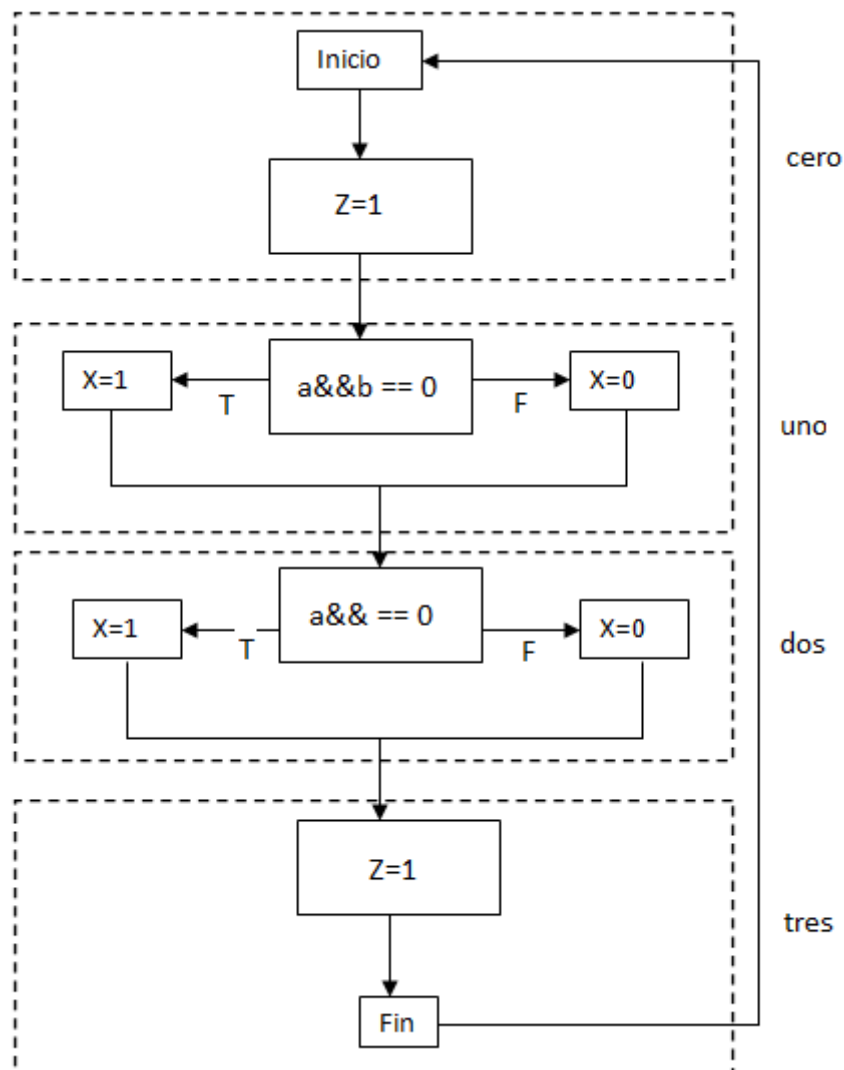 Inicio
cero
Z=1
X=1
a&&b == 0
X=0
T
F
uno
X=1
a&& == 0
X=0
T
F
dos
Z=1
tres
Fin